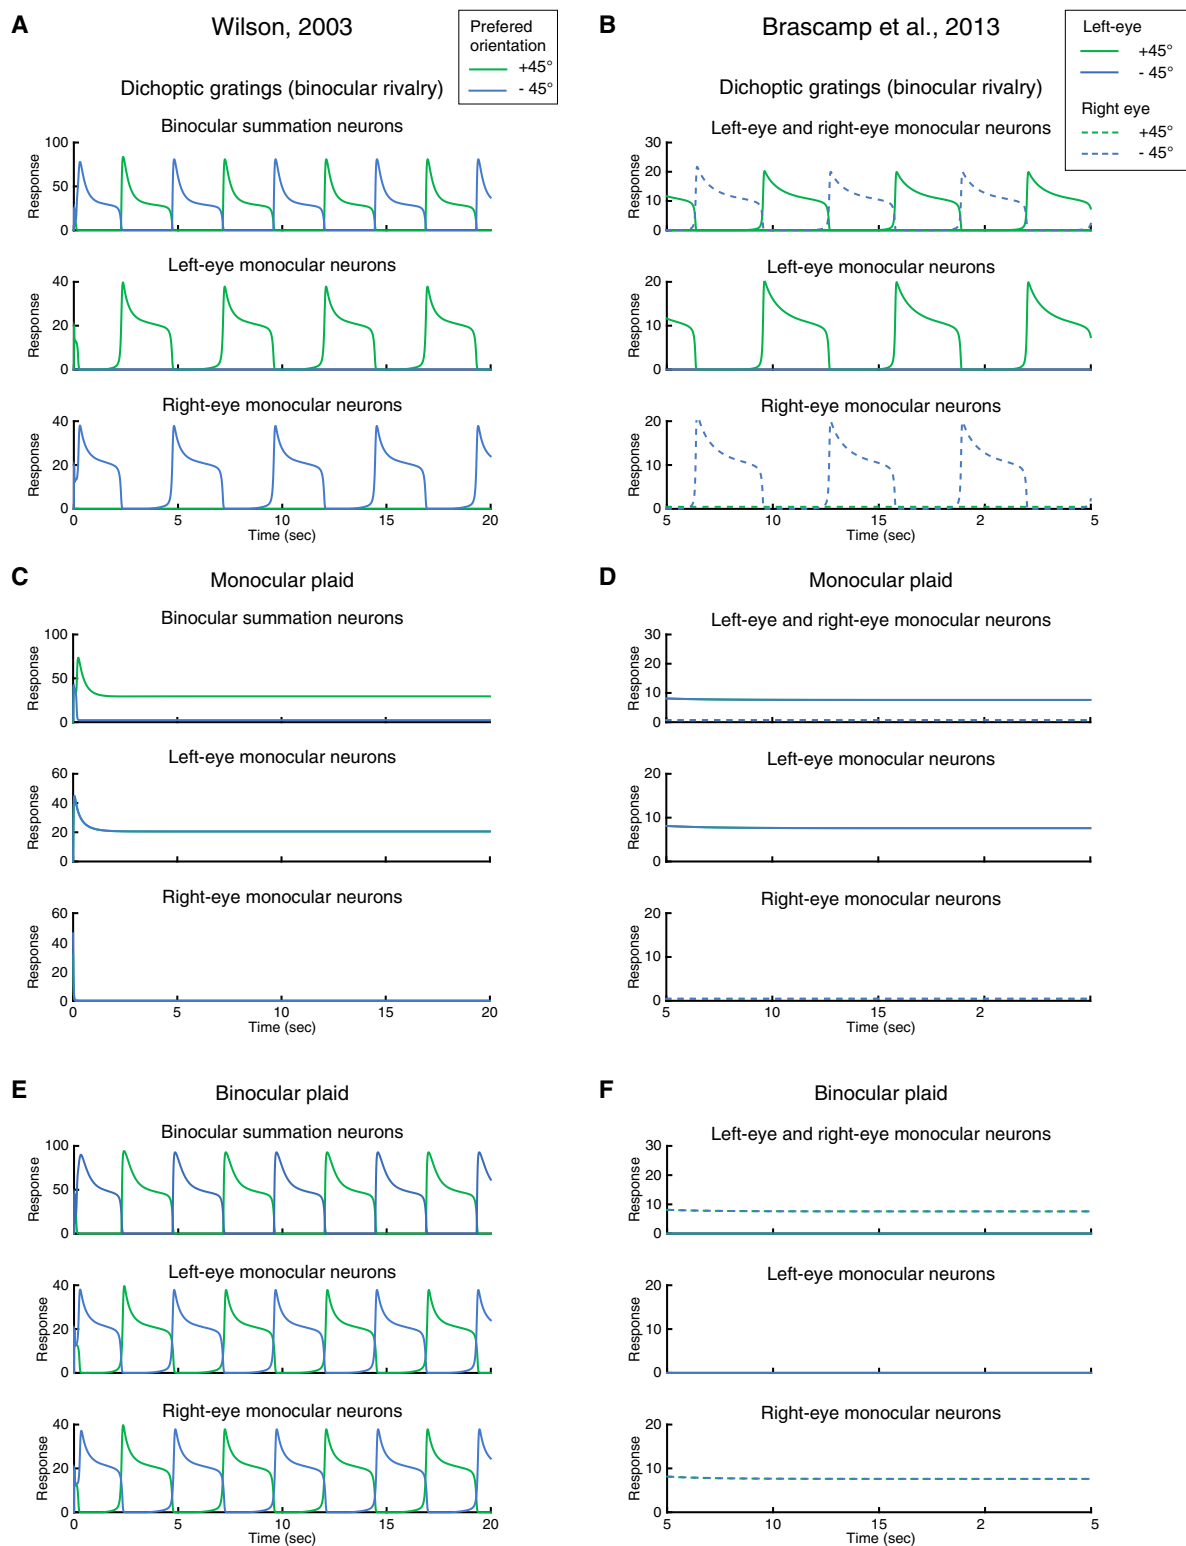 A
Wilson, 2003
Prefered
orientation
+45°
- 45°
Dichoptic gratings (binocular rivalry)
Binocular summation neurons
100
50
0
Response
Left-eye monocular neurons
40
20
0
Response
Right-eye monocular neurons
40
20
0
Response
0 5 10 15 20
Time (sec)
B
Brascamp et al., 2013
Left-eye
+45°
- 45°
Right eye
+45°
- 45°
Dichoptic gratings (binocular rivalry)
Left-eye and right-eye monocular neurons
30
20
10
0
Response
Left-eye monocular neurons
20
10
0
Response
Right-eye monocular neurons
20
10
0
Response
5 10 15 2 5
Time (sec)
C
Monocular plaid
Binocular summation neurons
100
50
0
Response
Left-eye monocular neurons
60
40
20
0
Response
Right-eye monocular neurons
60
40
20
0
Response
0 5 10 15 20
Time (sec)
D
Monocular plaid
Left-eye and right-eye monocular neurons
30
20
10
0
Response
Left-eye monocular neurons
20
10
0
Response
Right-eye monocular neurons
20
10
0
Response
5 10 15 2 5
Time (sec)
E
Binocular plaid
Binocular summation neurons
100
50
0
Response
Left-eye monocular neurons
40
20
0
Response
Right-eye monocular neurons
40
20
0
Response
0 5 10 15 20
Time (sec)
F
Binocular plaid
Left-eye and right-eye monocular neurons
30
20
10
0
Response
Left-eye monocular neurons
20
10
0
Response
Right-eye monocular neurons
20
10
0
Response
5 10 15 2 5
Time (sec)